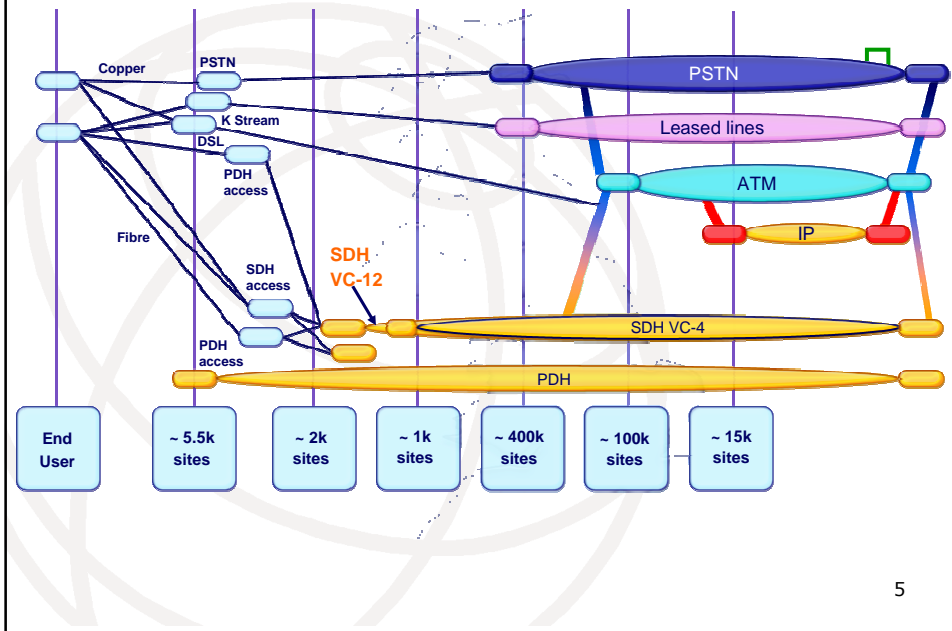 Copper
PSTN
PSTN
K Stream
Leased lines
DSL
PDH
access
ATM
Fibre
IP
SDH
VC-12
SDH
access
SDH VC-4
PDH
access
PDH
End
User
~ 5.5k
sites
~ 2k
sites
~ 1k
sites
~ 400k
sites
~ 100k
sites
~ 15k
sites
5